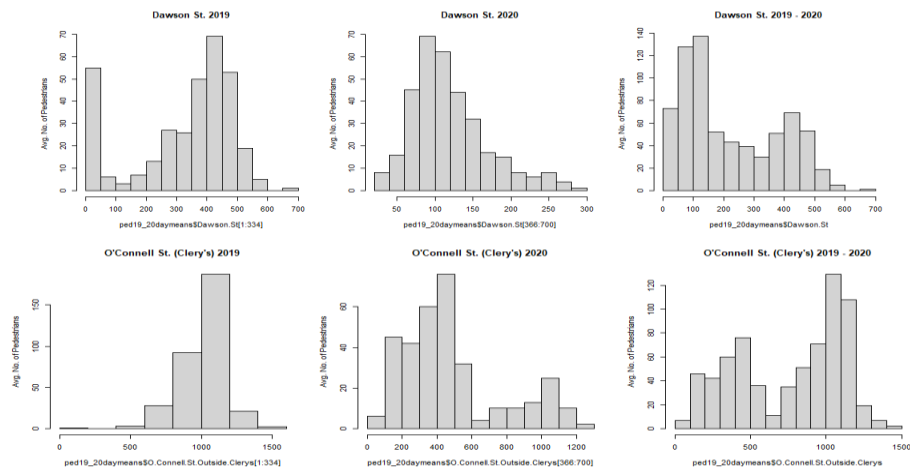 Dawson St. 2019
Avg. No. of Pedestrians
0 10 20 30 40 50 60 70
0 100 200 300 400 500 600 700
ped19_20daymeans$Dawson.St[1:334]
Dawson St. 2020
Avg. No. of Pedestrians
0 10 20 30 40 50 60 70
50 100 150 200 250 300
ped19_20daymeans$Dawson.St[366:700]
Dawson St. 2019 - 2020
Avg. No. of Pedestrians
0 20 40 60 80 100 120 140
0 100 200 300 400 500 600 700
ped19_20daymeans$Dawson.St
O'Connell St. (Clery's) 2019
Avg. No. of Pedestrians
0 50 100 150
0 500 1000 1500
ped19_20daymeans$O.Connell.St.Outside.Clerys[1:334]
O'Connell St. (Clery's) 2020
Avg. No. of Pedestrians
0 20 40 60
0 200 400 600 800 1000 1200
ped19_20daymeans$O.Connell.St.Outside.Clerys[366:700]
O'Connell St. (Clery's) 2019 - 2020
Avg. No. of Pedestrians
0 20 40 60 80 100 120
0 500 1000 1500
ped19_20daymeans$O.Connell.St.Outside.Clerys